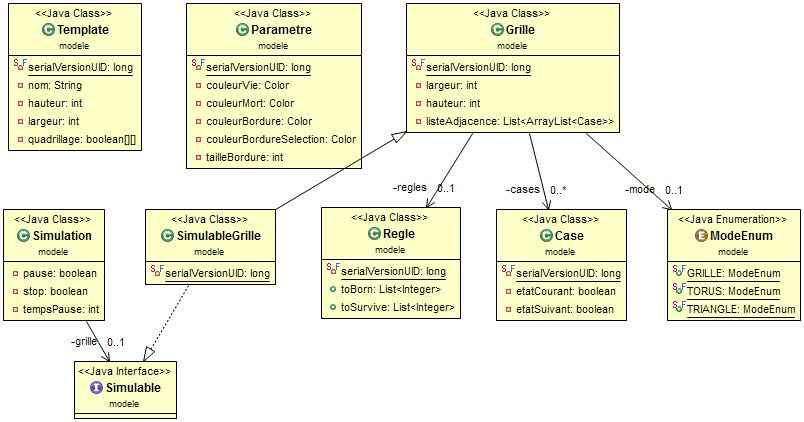 <<Java Class>>
Template
modele
serialVersionUID: long
nom: String
hauteur: int
largeur: int
quadrillage: boolean[][]
<<Java Class>>
Parametre
modele
serialVersionUID: long
couleurVie: Color
couleurMort: Color
couleurBordure: Color
couleurBordureSelection: Color
tailleBordure: int
<<Java Class>>
Grille
modele
serialVersionUID: long
largeur: int
hauteur: int
listeAdjacence: List<ArrayList<Case>>
-regles 0..1
-cases 0..*
-mode 0..1
<<Java Class>>
Simulation
modele
pause: boolean
stop: boolean
tempsPause: int
<<Java Class>>
SimulableGrille
modele
serialVersionUID: long
<<Java Class>>
Regle
modele
serialVersionUID: long
toBorn: List<Integer>
toSurvive: List<Integer>
<<Java Class>>
Case
modele
serialVersionUID: long
etatCourant: boolean
etatSuivant: boolean
<<Java Enumeration>>
ModeEnum
modele
GRILLE: ModeEnum
TORUS: ModeEnum
TRIANGLE: ModeEnum
-grille 0..1
<<Java Interface>>
Simulable
modele